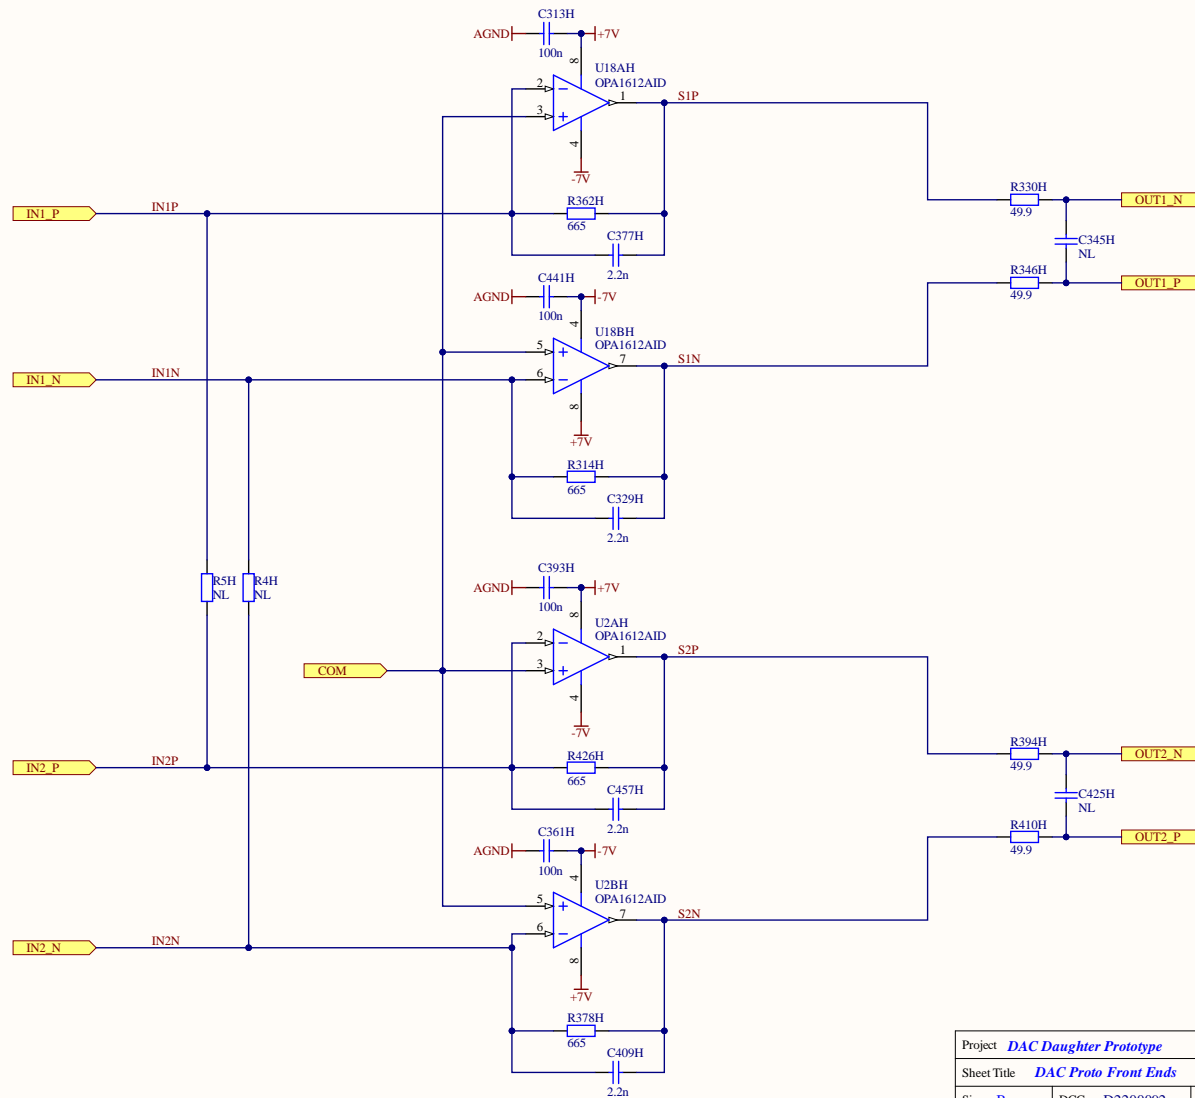 C313H
AGND
+7V
100n
8
U18AH
OPA1612AID
2
1
S1P
3
4
-7V
R330H
49.9
OUT1_N
IN1_P
IN1P
R362H
665
C377H
2.2n
C345H
NL
C441H
AGND
-7V
100n
R346H
49.9
OUT1_P
4
U18BH
OPA1612AID
5
7
S1N
6
IN1_N
IN1N
8
+7V
R314H
665
C329H
2.2n
R5H
NL
R4H
NL
C393H
AGND
+7V
100n
8
U2AH
OPA1612AID
2
1
S2P
3
COM
4
-7V
R394H
49.9
OUT2_N
IN2_P
IN2P
R426H
665
C457H
2.2n
C425H
NL
C361H
AGND
-7V
100n
R410H
49.9
OUT2_P
4
U2BH
OPA1612AID
5
7
S2N
6
IN2_N
IN2N
8
+7V
R378H
665
C409H
2.2n
Project DAC Daughter Prototype
Sheet Title DAC Proto Front Ends